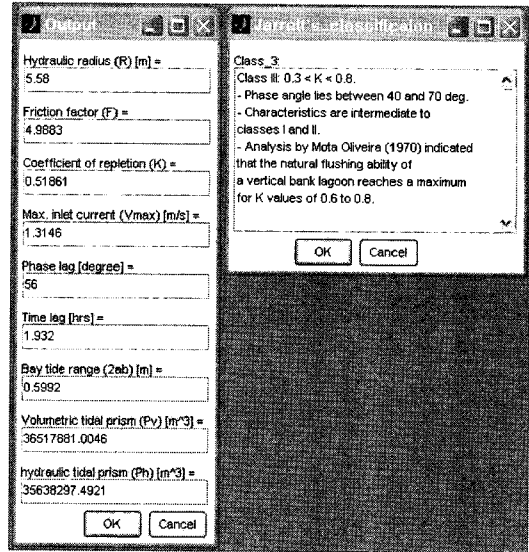 Output
Hydraulic radius (R) [m] =
5.58
Friction factor (F) =
4.9883
Coefficient of repletion (K) =
0.51861
Max. inlet current (Vmax) [m/s] =
1.3146
Phase lag [degree] =
56
Time lag [hrs] =
1.932
Bay tide range (2ab) [m] =
0.5992
Volumetric tidal prism (Pv) [m^3] =
36517681.0046
hydraulic tidal prism (Ph) [m^3] =
35638297.4921
OK
Cancel
Jarrell's_classificaion
Class_3:
Class III: 0.3 < K < 0.8.
- Phase angle lies between 40 and 70 deg.
- Characteristics are intermediate to
classes I and II.
- Analysis by Mota Oliveira (1970) indicated
that the natural flushing ability of
a vertical bank lagoon reaches a maximum
for K values of 0.6 to 0.8.
OK
Cancel